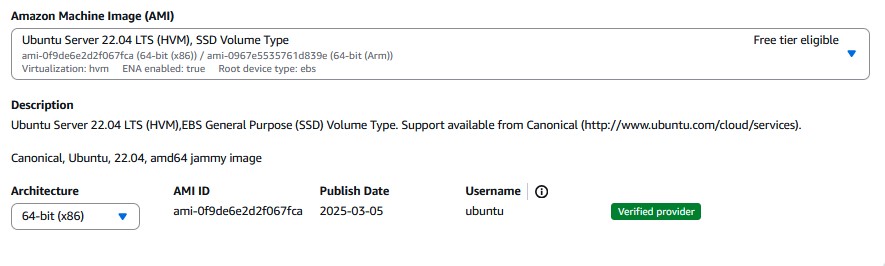 Amazon Machine Image (AMI)
Ubuntu Server 22.04 LTS (HVM), SSD Volume Type
Free tier eligible
ami-0f9de6e2d2f067fca (64-bit (x86)) / ami-0967e5535761d839e (64-bit (Arm))
Virtualization: hvm ENA enabled: true Root device type: ebs
Description
Ubuntu Server 22.04 LTS (HVM),EBS General Purpose (SSD) Volume Type. Support available from Canonical (http://www.ubuntu.com/cloud/services).
Canonical, Ubuntu, 22.04, amd64 jammy image
Architecture AMI ID Publish Date Username
64-bit (x86) ami-0f9de6e2d2f067fca 2025-03-05 ubuntu Verified provider